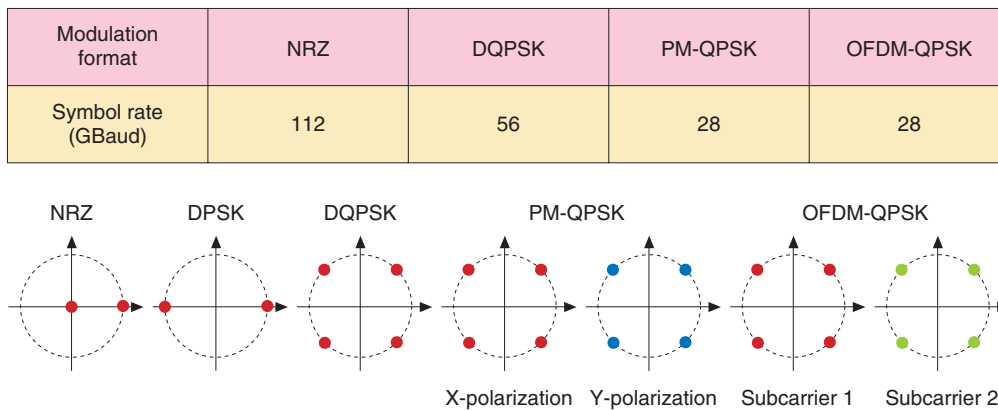 Modulation
format
NRZ
DQPSK
PM-QPSK
OFDM-QPSK
Symbol rate
(GBaud)
112
56
28
28
NRZ
DPSK
DQPSK
PM-QPSK
OFDM-QPSK
X-polarization
Y-polarization
Subcarrier 1
Subcarrier 2